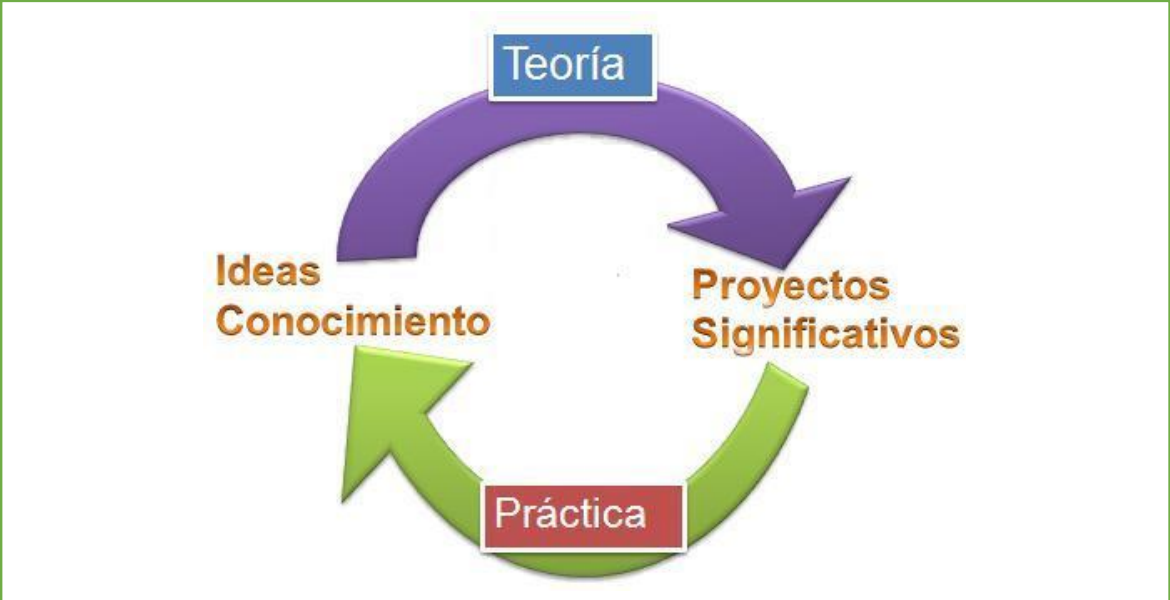 Teoría
Ideas
Conocimiento
Proyectos
Significativos
Práctica